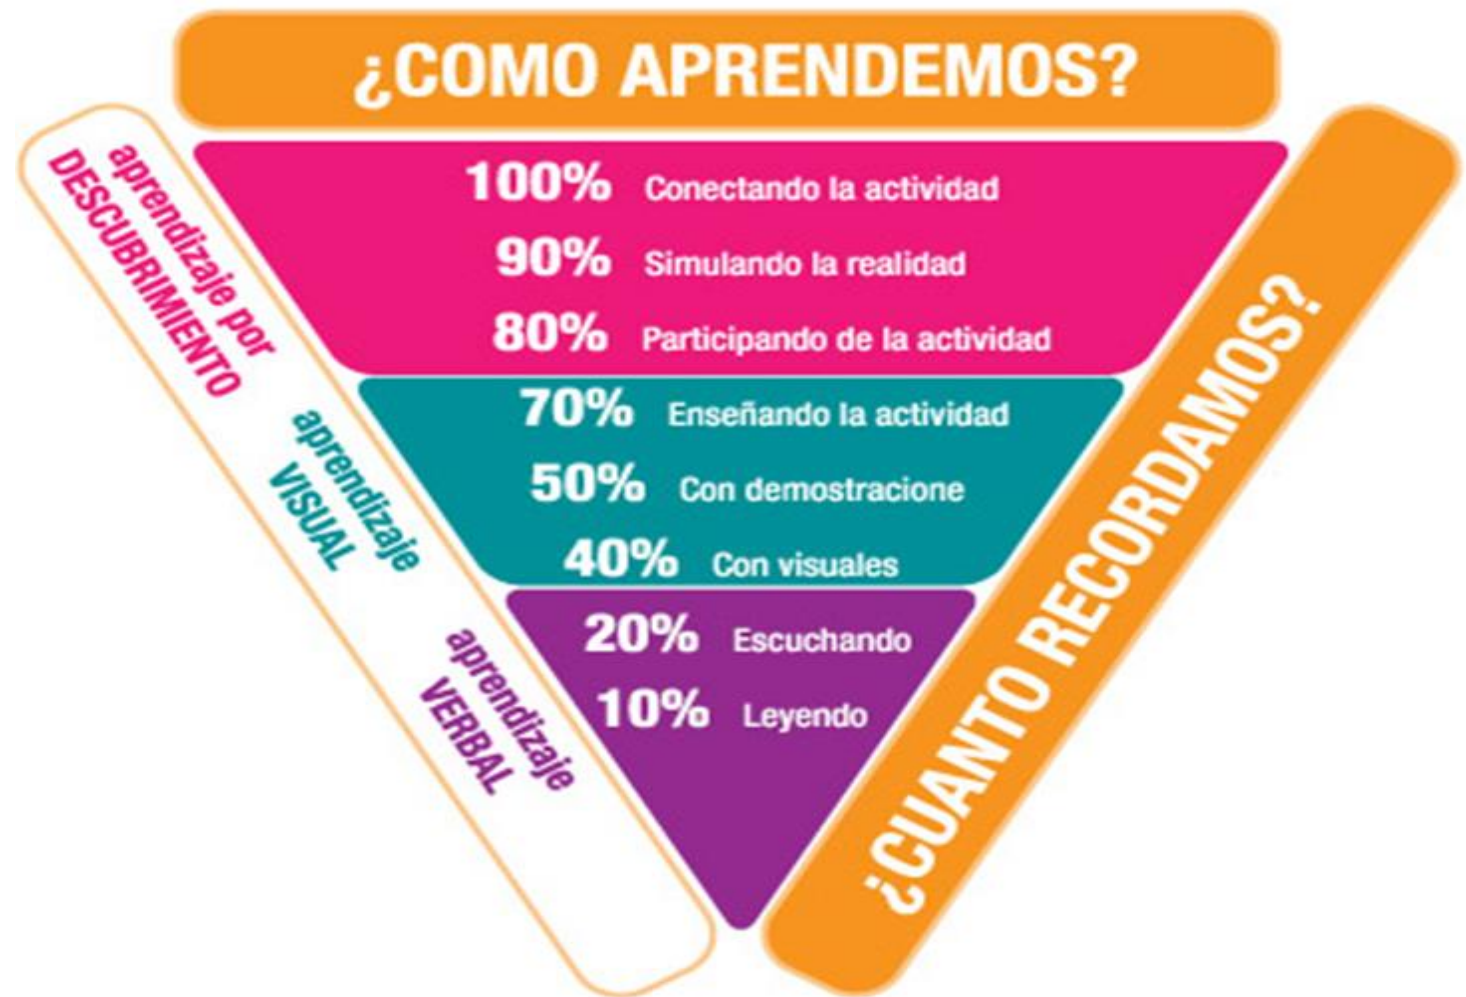 ¿COMO APRENDEMOS?
aprendizaje por
DESCUBRIMIENTO
100% Conectando la actividad
90% Simulando la realidad
80% Participando de la actividad
aprendizaje
VISUAL
70% Enseñando la actividad
50% Con demostracione
40% Con visuales
aprendizaje
VERBAL
20% Escuchando
10% Leyendo
¿CUANTO RECORDAMOS?